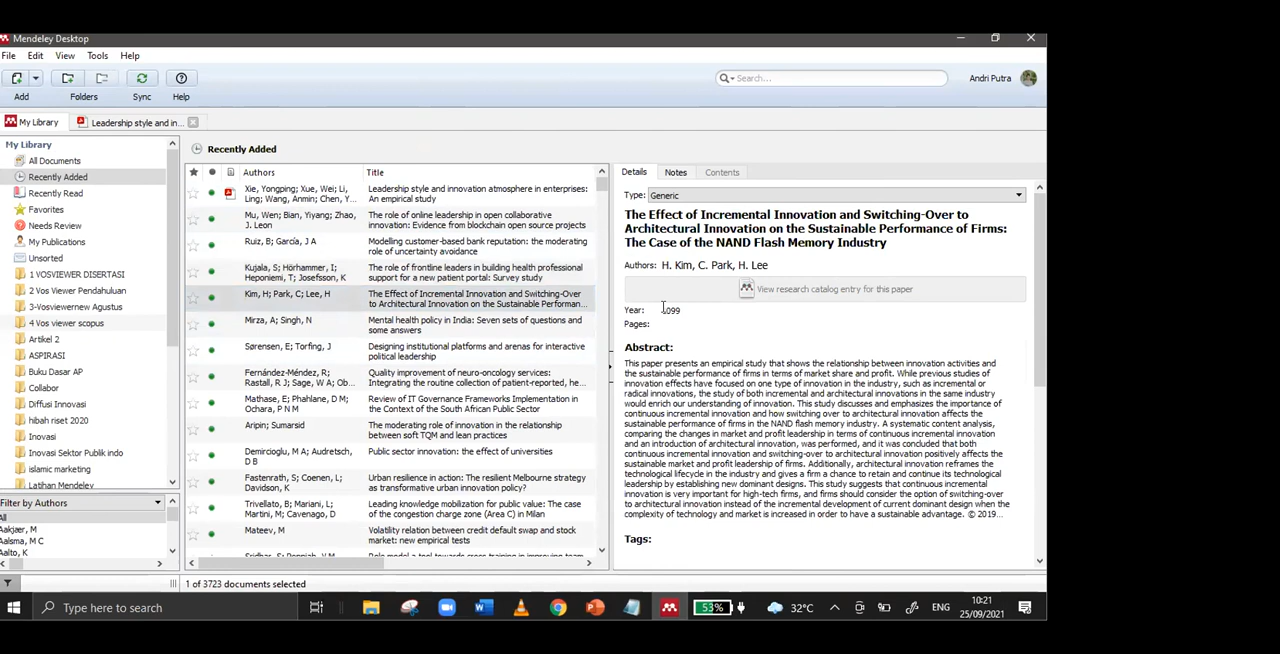 Mendeley Desktop
File Edit View Tools Help
Search...
Andri Putra
Add Folders Sync Help
My Library Leadership style and in...
My Library
All Documents
Recently Added
Recently Read
Favorites
Needs Review
My Publications
Unsorted
1 VOSVIEWER DISERTASI
2 Vos Viewer Pendahuluan
3-Vosviewernew Agustus
4 Vos viewer scopus
Artikel 2
ASPIRASI
Buku Dasar AP
Collabor
Diffusi Innovasi
hibah riset 2020
Inovasi
Inovasi Sektor Publik indo
islamic marketing
Latihan Mendeley
Filter by Authors
All
Aakjær, M
Aalsma, M C
Aalto, K
Recently Added
Authors Title
Xie, Yongping; Xue, Wei; Li, Leadership style and innovation atmosphere in enterprises:
Ling; Wang, Anmin; Chen, Y... An empirical study
Mu, Wen; Bian, Yiyang; Zhao, The role of online leadership in open collaborative
J. Leon innovation: Evidence from blockchain open source projects
Ruiz, B; García, J A Modelling customer-based bank reputation: the moderating
role of uncertainty avoidance
Kujala, S; Hörhammer, I; The role of frontline leaders in building health professional
Heponiemi, T; Josefsson, K support for a new patient portal: Survey study
Kim, H; Park, C; Lee, H The Effect of Incremental Innovation and Switching-Over
to Architectural Innovation on the Sustainable Performan...
Mirza, A; Singh, N Mental health policy in India: Seven sets of questions and
some answers
Sørensen, E; Torfing, J Designing institutional platforms and arenas for interactive
political leadership
Fernández-Méndez, R; Quality improvement of neuro-oncology services:
Rastall, R J; Sage, W A; Ob... Integrating the routine collection of patient-reported, he...
Mathase, E; Phahlane, D M; Review of IT Governance Frameworks Implementation
Ochara, P N M in the Context of the South African Public Sector
Aripin; Sumarsid The moderating role of innovation in the relationship
between soft TQM and lean practices
Demircioglu, M A; Audretsch, Public sector innovation: the effect of universities
D B
Fastenrath, S; Coenen, L; Urban resilience in action: The resilient Melbourne strategy
Davidson, K as transformative urban innovation policy?
Trivellato, B; Mariani, L; Leading knowledge mobilization for public value: The case
Martini, M; Cavenago, D of the congestion charge zone (Area C) in Milan
Mateev, M Volatility relation between credit default swap and stock
market: new empirical tests
1 of 3723 documents selected
Details Notes Contents
Type: Generic
The Effect of Incremental Innovation and Switching-Over to
Architectural Innovation on the Sustainable Performance of Firms:
The Case of the NAND Flash Memory Industry
Authors: H. Kim, C. Park, H. Lee
View research catalog entry for this paper
Year:
Pages:
Abstract:
This paper presents an empirical study that shows the relationship between innovation activities and
the sustainable performance of firms in terms of market share and profit. While previous studies of
innovation effects have focused on one type of innovation in the industry, such as incremental or
radical innovations, the study of both incremental and architectural innovations in the same industry
would enrich our understanding of innovation. This study discusses and emphasizes the importance of
continuous incremental innovation and how switching over to architectural innovation affects the
sustainable performance of firms in the NAND flash memory industry. A systematic content analysis,
comparing the changes in market and profit leadership in terms of continuous incremental innovation
and an introduction of architectural innovation, was performed, and it was concluded that both
continuous incremental innovation and switching-over to architectural innovation positively affects the
sustainable market and profit leadership of firms. Additionally, architectural innovation reframes the
technological lifecycle in the industry and gives a firm a chance to retain and continue its technological
leadership by establishing new dominant designs. This study suggests that continuous incremental
innovation is very important for high-tech firms, and firms should consider the option of switching-over
to architectural innovation instead of the incremental development of current dominant design when the
complexity of technology and market is increased in order to have a sustainable advantage. © 2019...
Tags:
Type here to search
53%
32°C
ENG
10:21
25/09/2021